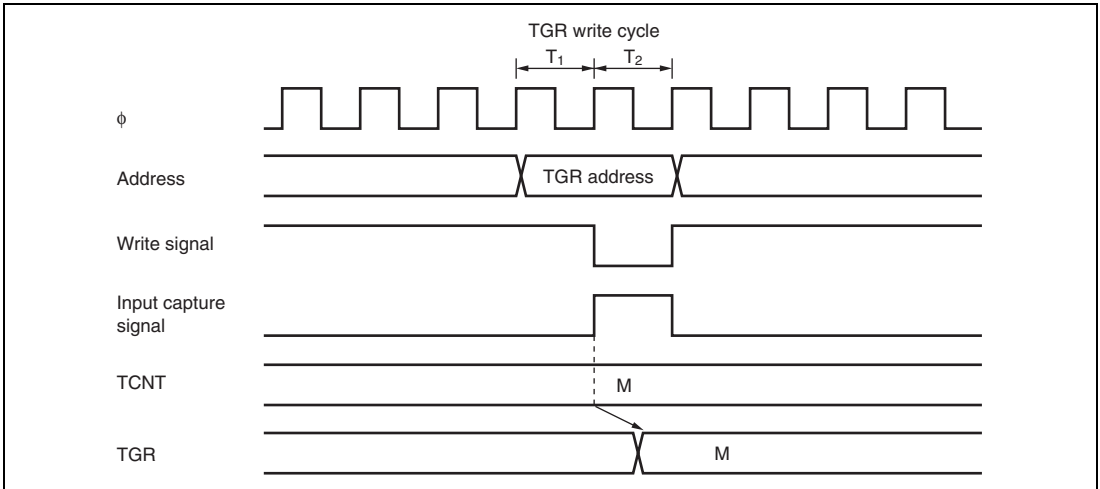 TGR write cycle
T1 T2
ϕ
Address
TGR address
Write signal
Input capture
signal
TCNT
M
TGR
M